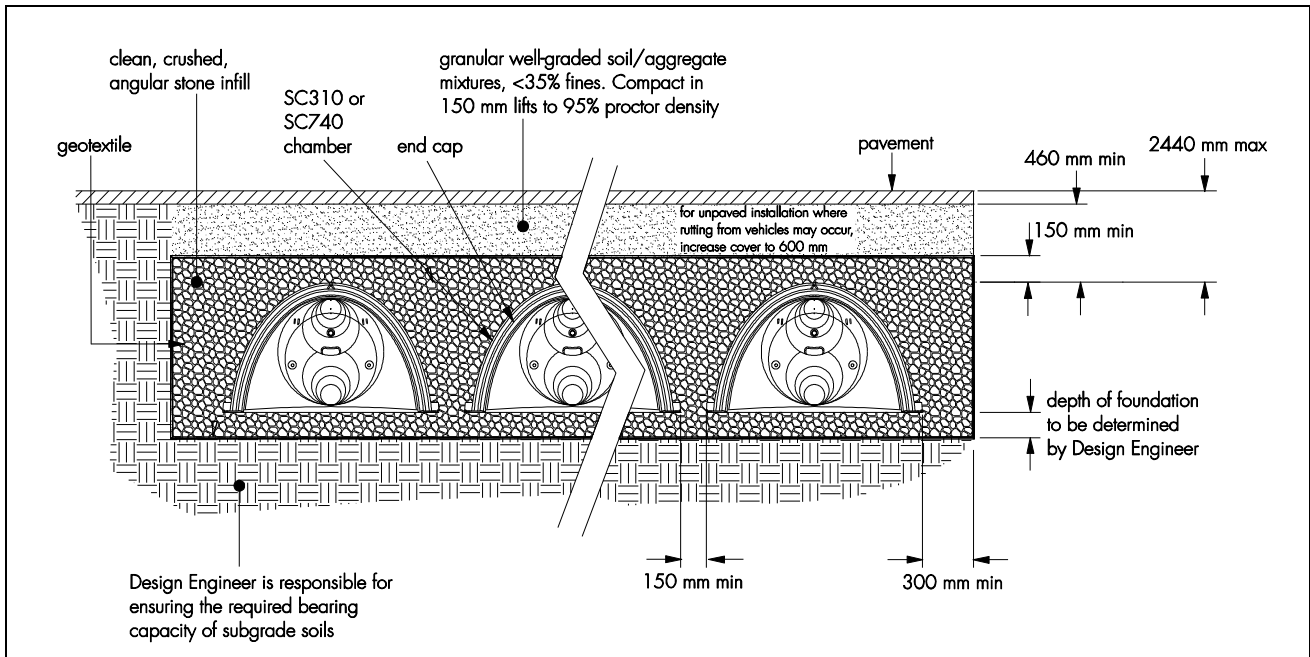 clean, crushed,
angular stone infill
granular well-graded soil/aggregate
mixtures, <35% fines. Compact in
150 mm lifts to 95% proctor density
SC310 or
SC740
chamber
geotextile
end cap
pavement
460 mm min
2440 mm max
for unpaved installation where
rutting from vehicles may occur,
increase cover to 600 mm
150 mm min
depth of foundation
to be determined
by Design Engineer
150 mm min
300 mm min
Design Engineer is responsible for
ensuring the required bearing
capacity of subgrade soils